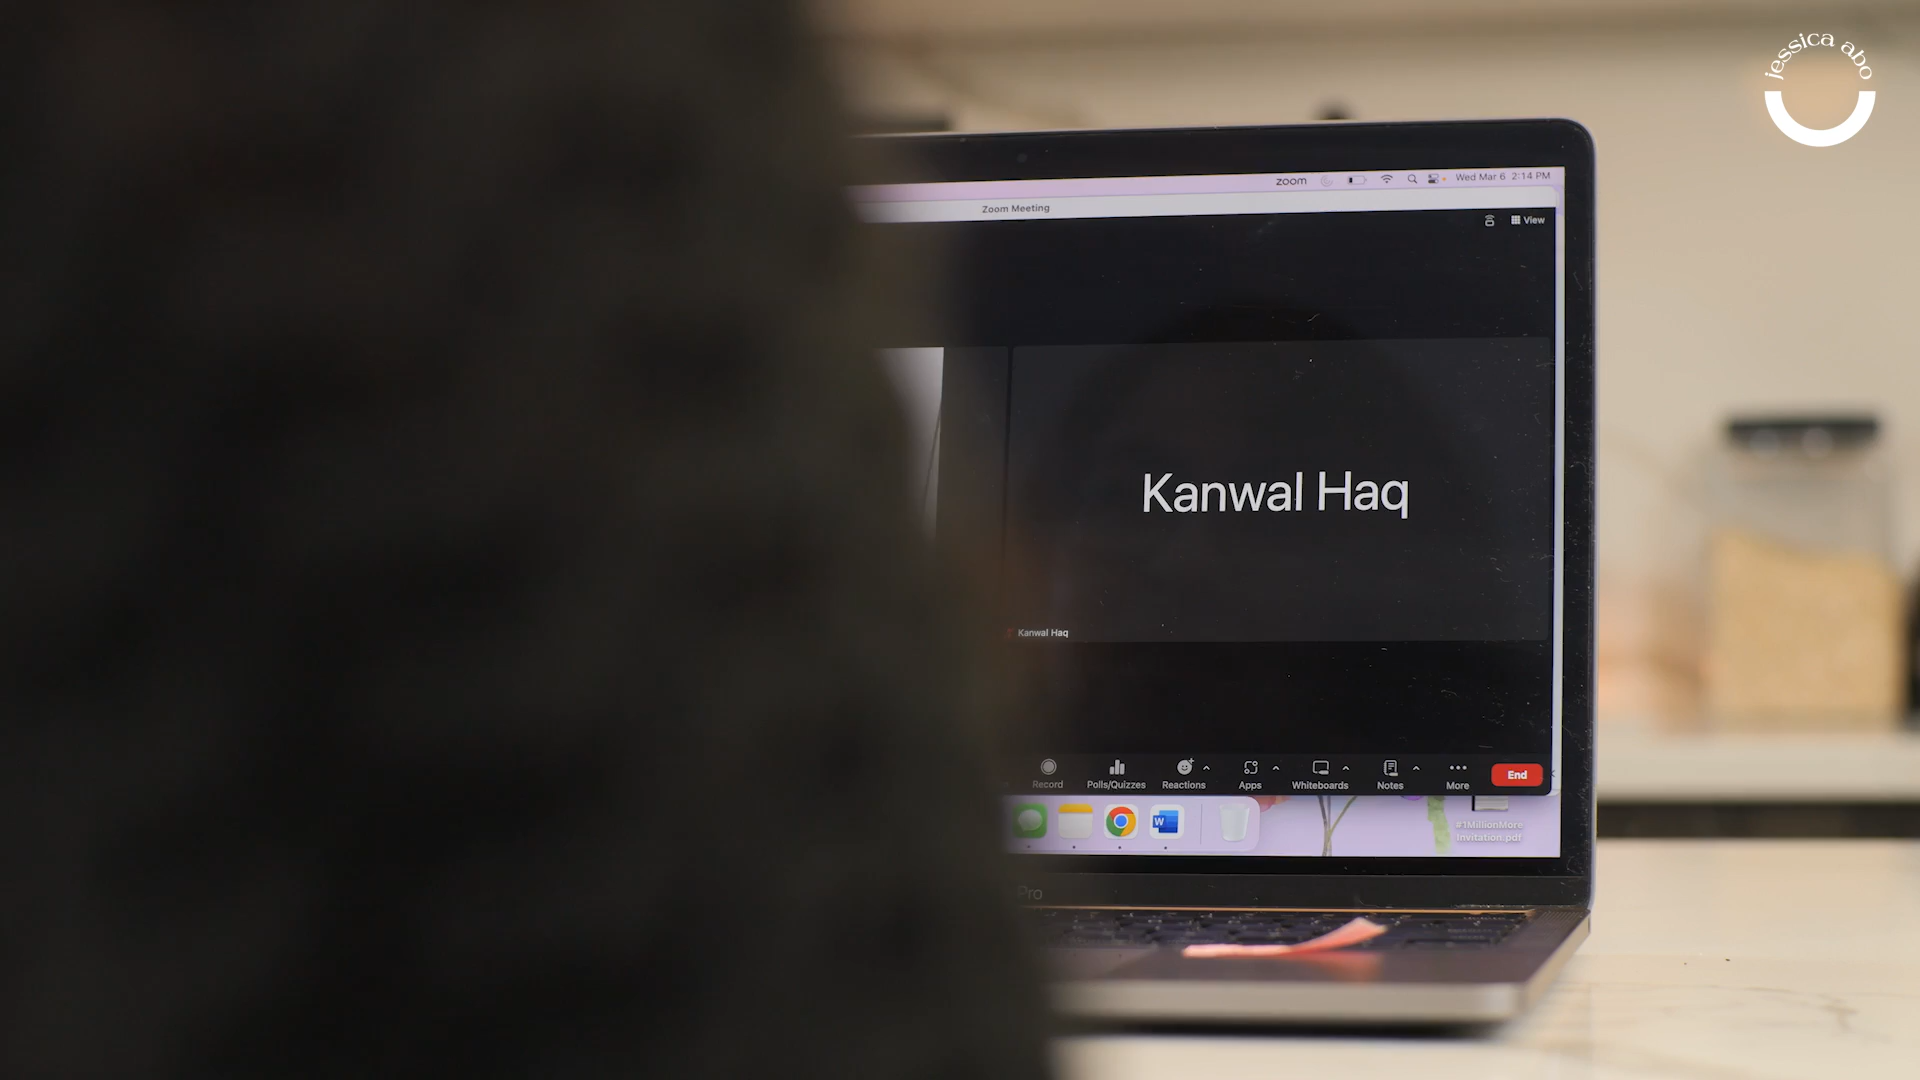 jessica abo
zoom
Wed Mar 6 2:14 PM
Zoom Meeting
View
Kanwal Haq
Kanwal Haq
Record
Polls/Quizzes
Reactions
Apps
Whiteboards
Notes
More
End
W
#1MillionMore
Invitation.pdf
Pro